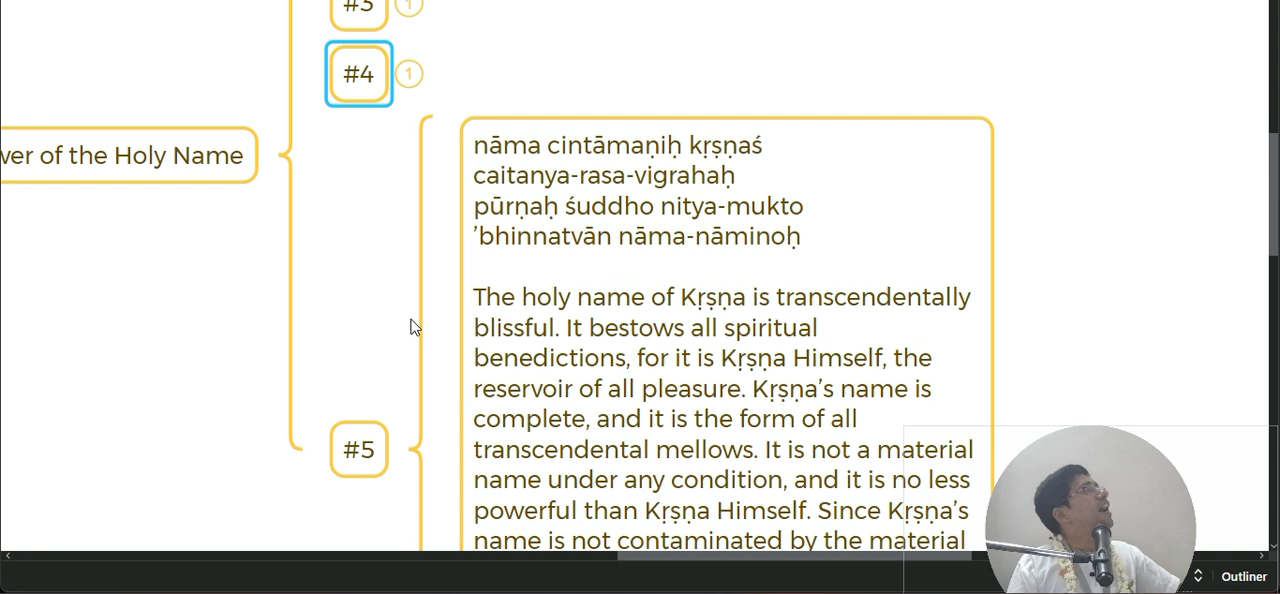 #3 1
#4 1
wer of the Holy Name
nāma cintāmaṇiḥ kṛṣṇaś
caitanya-rasa-vigrahaḥ
pūrṇaḥ śuddho nitya-mukto
’bhinnatvān nāma-nāminoḥ
The holy name of Kṛṣṇa is transcendentally
blissful. It bestows all spiritual
benedictions, for it is Kṛṣṇa Himself, the
reservoir of all pleasure. Kṛṣṇa’s name is
complete, and it is the form of all
transcendental mellows. It is not a material
name under any condition, and it is no less
powerful than Kṛṣṇa Himself. Since Kṛṣṇa’s
name is not contaminated by the material
#5
Outliner